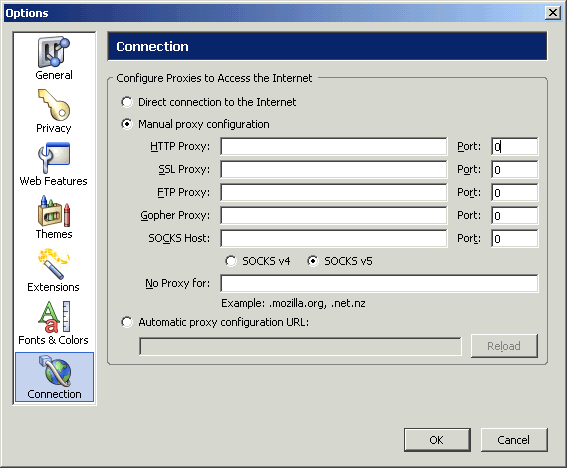 Options
General
Privacy
Web Features
Themes
Extensions
Fonts & Colors
Connection
Connection
Configure Proxies to Access the Internet
Direct connection to the Internet
Manual proxy configuration
HTTP Proxy: Port: 0
SSL Proxy: Port: 0
FTP Proxy: Port: 0
Gopher Proxy: Port: 0
SOCKS Host: Port: 0
SOCKS v4 SOCKS v5
No Proxy for:
Example: .mozilla.org, .net.nz
Automatic proxy configuration URL:
Reload
OK Cancel